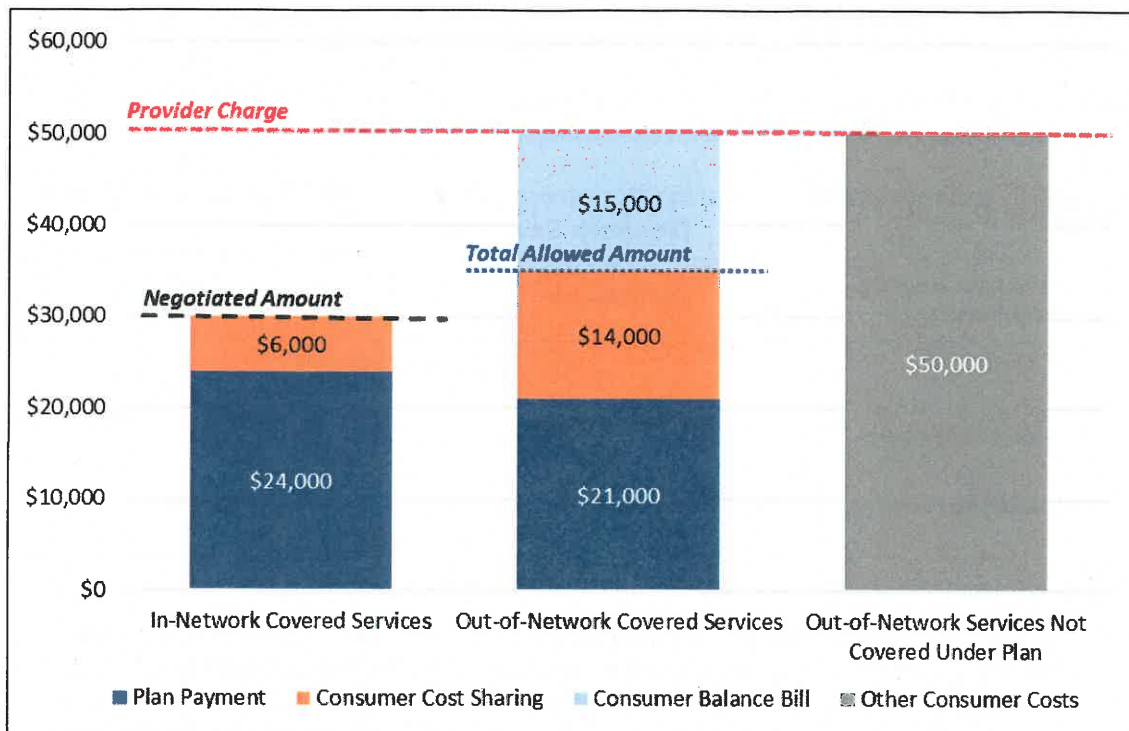 $60,000
Provider Charge
$50,000
$15,000
$40,000
Total Allowed Amount
Negotiated Amount
$30,000
$6,000
$14,000
$50,000
$20,000
$24,000
$21,000
$10,000
$0
In-Network Covered Services
Out-of-Network Covered Services
Out-of-Network Services Not
Covered Under Plan
Plan Payment
Consumer Cost Sharing
Consumer Balance Bill
Other Consumer Costs